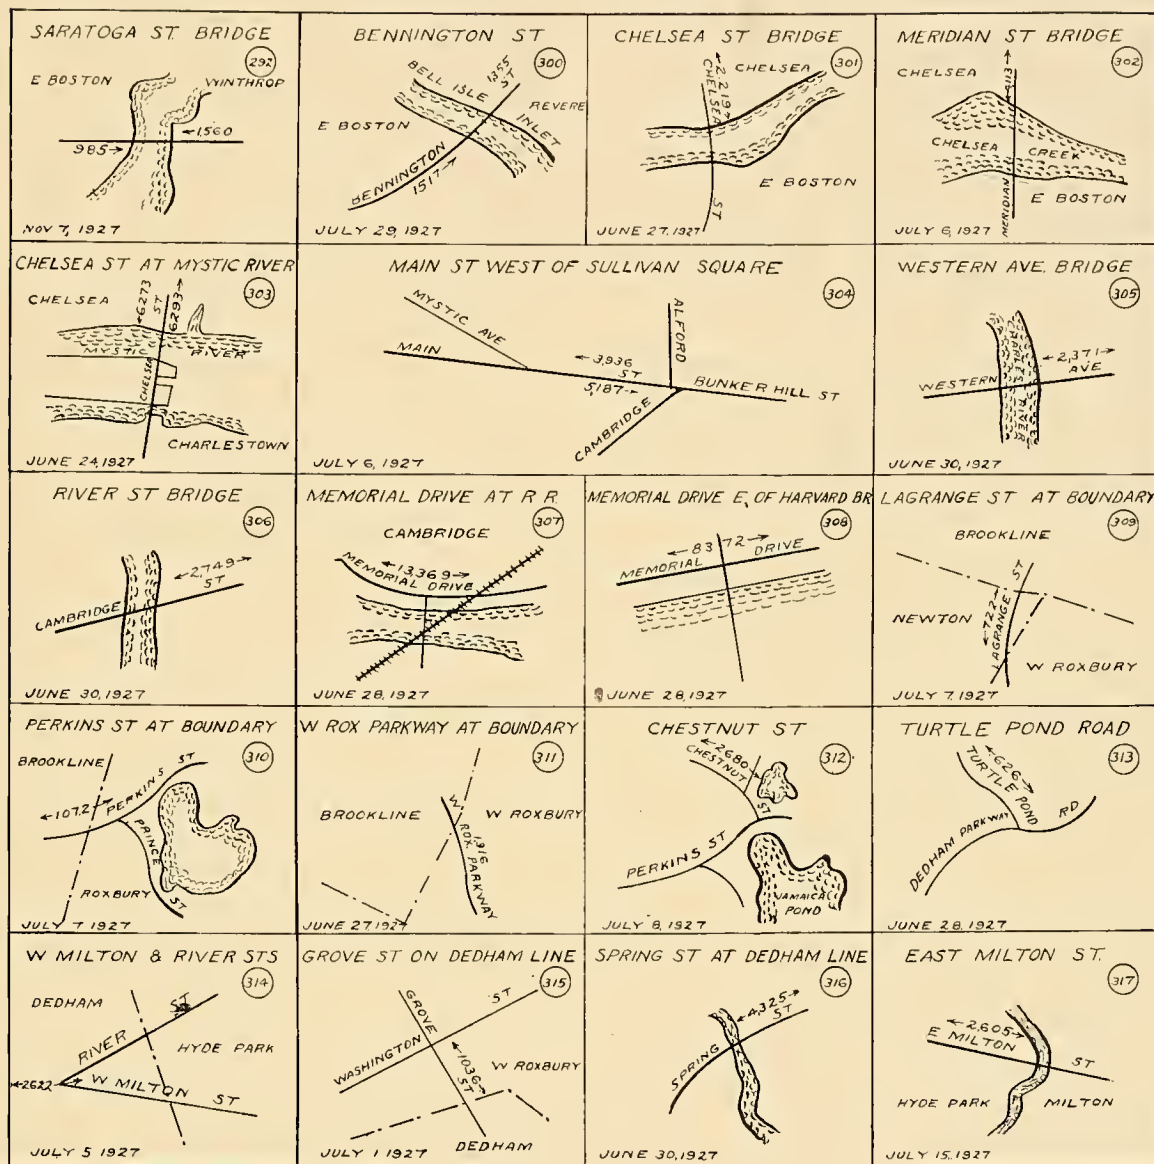 SARATOGA ST. BRIDGE
292
E BOSTON
WINTHROP
←1,560
985→
NOV 7, 1927
BENNINGTON ST
300
BELL ISLE INLET
1355
ST
REVERE
E BOSTON
BENNINGTON
1517→
JULY 29, 1927
CHELSEA ST BRIDGE
301
←2,219→
CHELSEA
CHELSEA
E BOSTON
ST
JUNE 27, 1927
MERIDIAN ST BRIDGE
302
CHELSEA
CHELSEA CREEK
E BOSTON
MERIDIAN
JULY 6, 1927
CHELSEA ST AT MYSTIC RIVER
303
CHELSEA
←6273
ST
6293→
MYSTIC RIVER
CHELSEA
CHARLESTOWN
JUNE 24, 1927
MAIN ST WEST OF SULLIVAN SQUARE
304
MYSTIC AVE
ALFORD
MAIN
←3,936
ST
5,187→
BUNKER HILL ST
CAMBRIDGE
JULY 6, 1927
WESTERN AVE. BRIDGE
305
←2,371→
WESTERN
AVE
CHARLES RIVER
JUNE 30, 1927
RIVER ST BRIDGE
306
←2,749→
ST
CAMBRIDGE
JUNE 30, 1927
MEMORIAL DRIVE AT R R.
307
CAMBRIDGE
←13,369→
MEMORIAL DRIVE
JUNE 28, 1927
MEMORIAL DRIVE E. OF HARVARD BR
308
←8372→
MEMORIAL DRIVE
JUNE 28, 1927
LAGRANGE ST AT BOUNDARY
309
BROOKLINE
ST
NEWTON
←722→
LAGRANGE
W ROXBURY
JULY 7, 1927
PERKINS ST AT BOUNDARY
310
BROOKLINE
←1072→
PERKINS ST
PRINCE ST
ROXBURY
JULY 7 1927
W ROX PARKWAY AT BOUNDARY
311
BROOKLINE
W ROXBURY
W ROX PARKWAY
1,316
JUNE 27, 1927
CHESTNUT ST
312
←2680→
CHESTNUT ST
PERKINS ST
JAMAICA
POND
JULY 8, 1927
TURTLE POND ROAD
313
←626→
TURTLE POND RD
DEDHAM PARKWAY
JUNE 28, 1927
W MILTON & RIVER STS
314
DEDHAM
RIVER ST
HYDE PARK
←2622→
W MILTON ST
JULY 5 1927
GROVE ST ON DEDHAM LINE
315
GROVE ST
WASHINGTON ST
←1036→
W ROXBURY
DEDHAM
JULY 1 1927
SPRING ST AT DEDHAM LINE
316
←4,325→
SPRING ST
JUNE 30, 1927
EAST MILTON ST.
317
←2,605→
E MILTON ST
HYDE PARK
MILTON
JULY 15, 1927